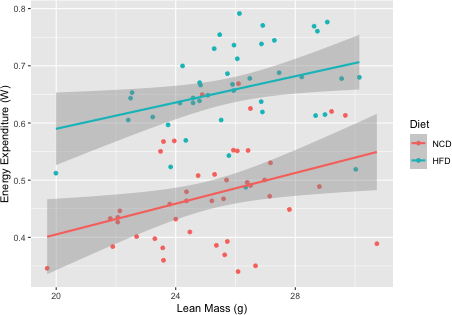 0.8
0.7
0.6
0.5
0.4
Energy Expenditure (W)
20
24
28
Lean Mass (g)
Diet
NCD
HFD